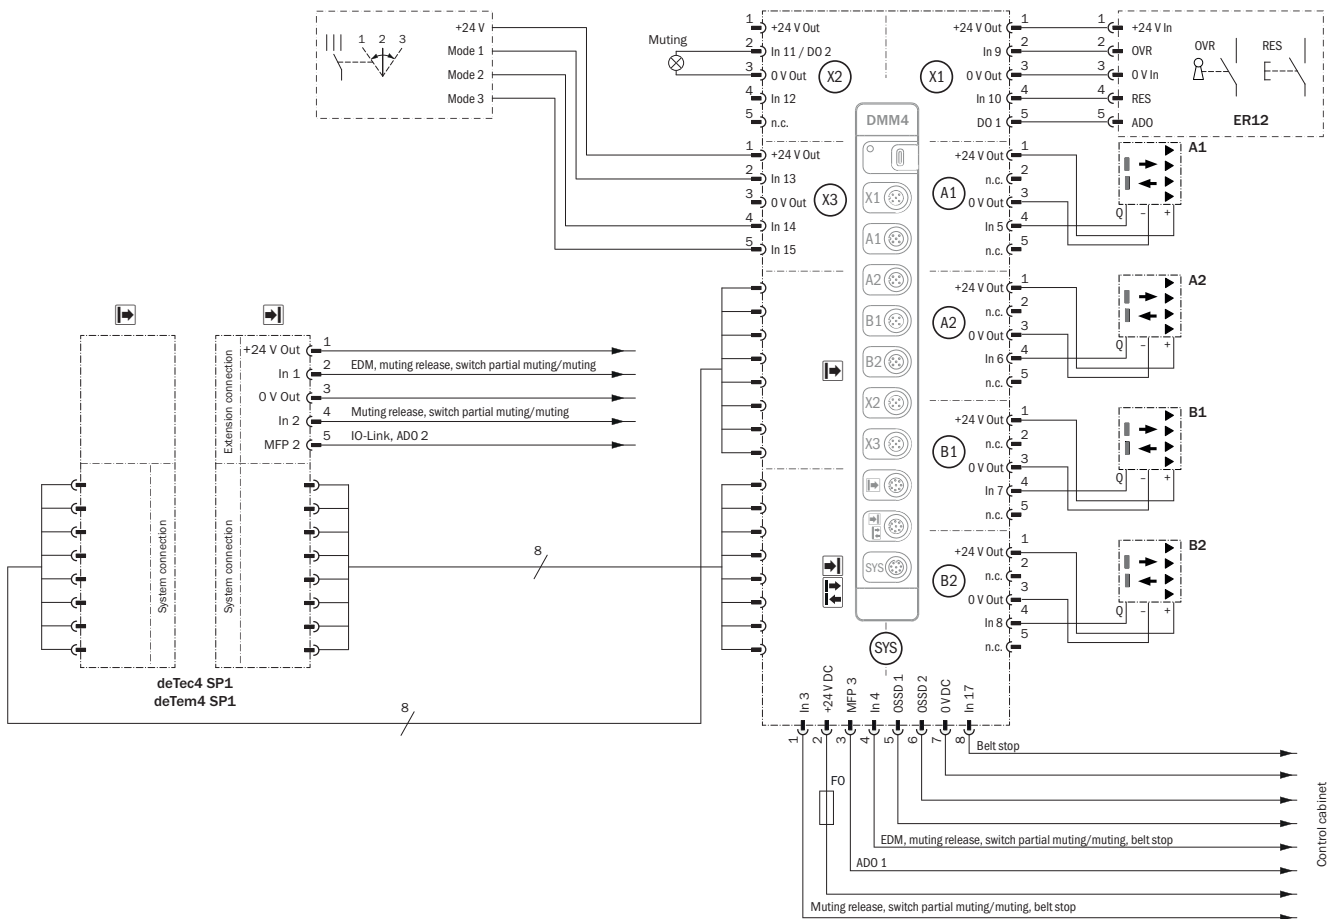 1 2 3
+24 V
Mode 1
Mode 2
Mode 3
Muting
1 +24 V Out
2 In 11 / DO 2
3 0 V Out
4 In 12
5 n.c.
X2
1 +24 V Out
2 In 13
3 0 V Out
4 In 14
5 In 15
X3
DMM4
X1
A1
A2
B1
B2
X2
X3
SYS
SYS
X1
+24 V Out 1
In 9 2
0 V Out 3
In 10 4
DO 1 5
1 +24 V In
2 OVR
3 0 V In
4 RES
5 ADO
OVR RES
ER12
A1
+24 V Out 1
n.c. 2
0 V Out 3
In 5 4
n.c. 5
A1
Q – +
A2
+24 V Out 1
n.c. 2
0 V Out 3
In 6 4
n.c. 5
A2
Q – +
B1
+24 V Out 1
n.c. 2
0 V Out 3
In 7 4
n.c. 5
B1
Q – +
B2
+24 V Out 1
n.c. 2
0 V Out 3
In 8 4
n.c. 5
B2
Q – +
Extension connection
+24 V Out 1
In 1 2 EDM, muting release, switch partial muting/muting
0 V Out 3
In 2 4 Muting release, switch partial muting/muting
MFP 2 5 IO-Link, ADO 2
System connection
System connection
deTec4 SP1
deTem4 SP1
8
8
In 3
+24 V DC
MFP 3
In 4
OSSD 1
OSSD 2
0 V DC
In 17
1 2 3 4 5 6 7 8
Belt stop
F0
EDM, muting release, switch partial muting/muting, belt stop
ADO 1
Muting release, switch partial muting/muting, belt stop
Control cabinet